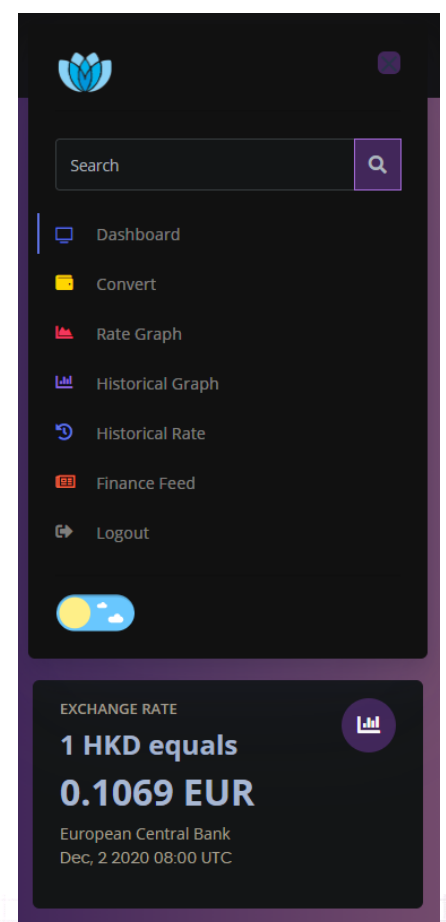 Search
Dashboard
Convert
Rate Graph
Historical Graph
Historical Rate
Finance Feed
Logout
EXCHANGE RATE
1 HKD equals
0.1069 EUR
European Central Bank
Dec, 2 2020 08:00 UTC